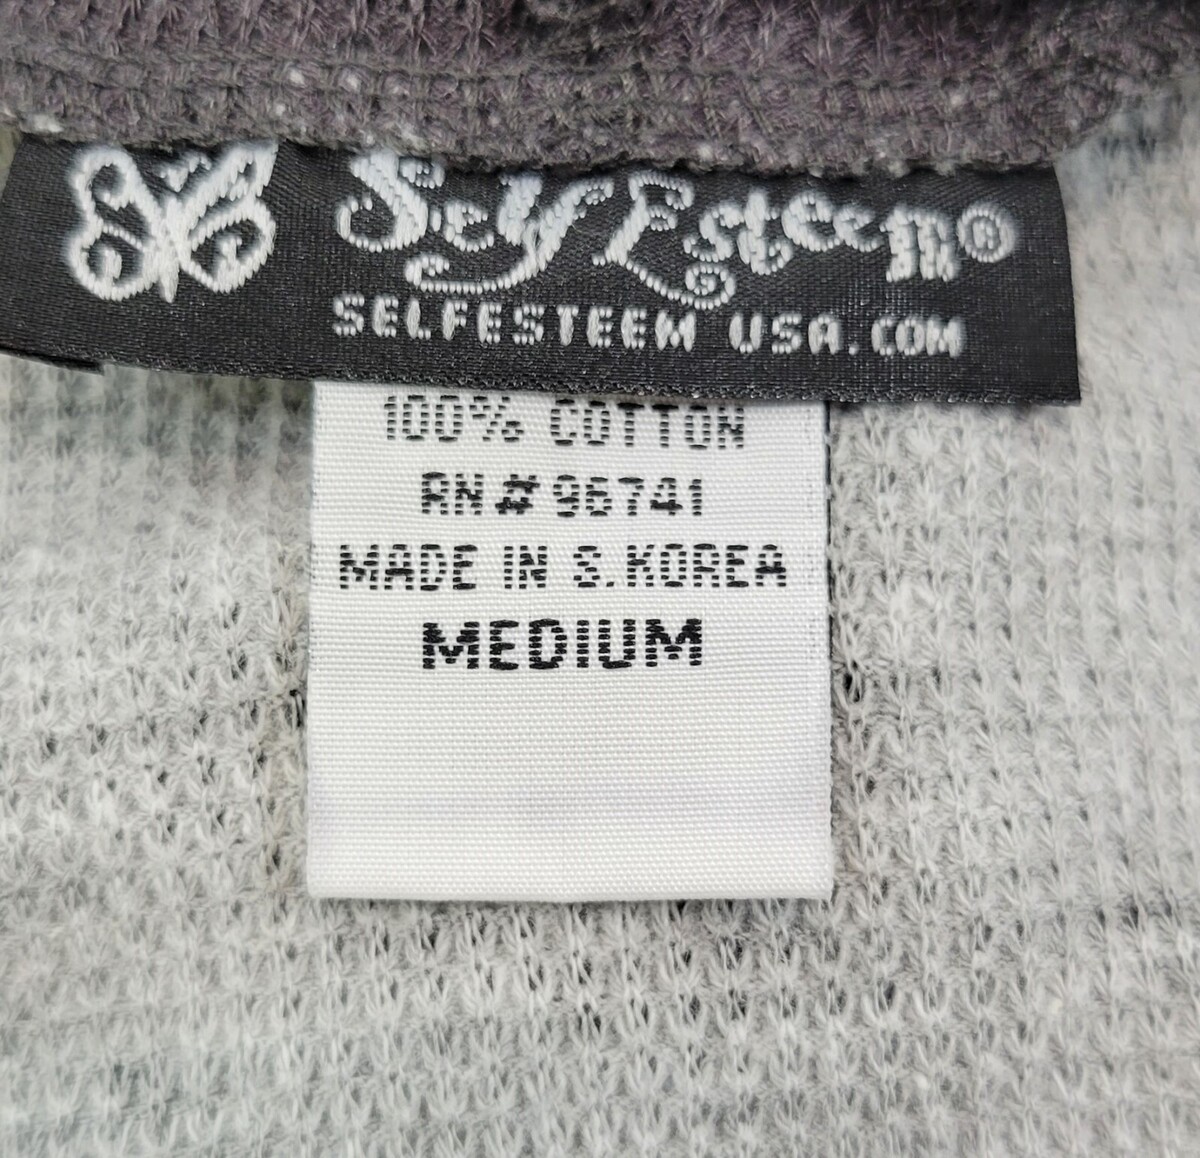 Self Esteem®
SELFESTEEM USA.COM
100% COTTON
RN#96741
MADE IN S.KOREA
MEDIUM